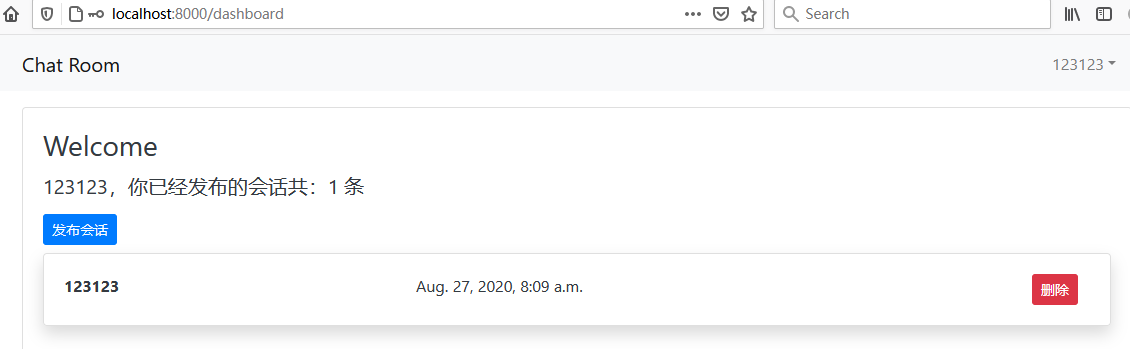 localhost:8000/dashboard
Search
Chat Room
123123
Welcome
123123，你已经发布的会话共：1 条
发布会话
123123 Aug. 27, 2020, 8:09 a.m. 删除